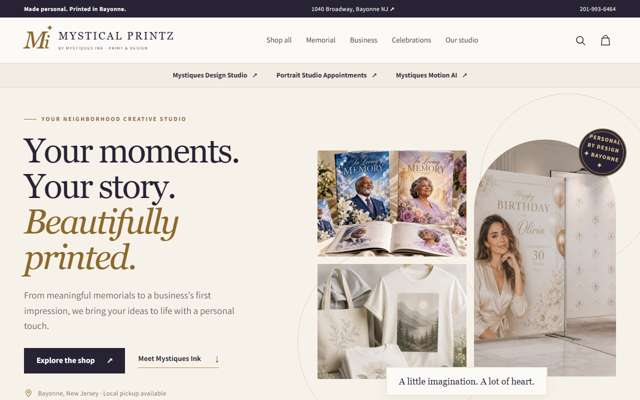 Made personal. Printed in Bayonne.
1040 Broadway, Bayonne NJ ↗
201-993-6464
Mi
MYSTICAL PRINTZ
BY MYSTIQUES INK · PRINT & DESIGN
Shop all
Memorial
Business
Celebrations
Our studio
Mystiques Design Studio ↗
Portrait Studio Appointments ↗
Mystiques Motion AI ↗
YOUR NEIGHBORHOOD CREATIVE STUDIO
Your moments.
Your story.
Beautifully
printed.
From meaningful memorials to a business's first
impression, we bring your ideas to life with a personal
touch.
Explore the shop ↗
Meet Mystiques Ink ↓
Bayonne, New Jersey · Local pickup available
In Loving
MEMORY
In Loving
MEMORY
PERSONAL
BY DESIGN
BAYONNE
Happy
BIRTHDAY
Olivia
30
A little imagination. A lot of heart.